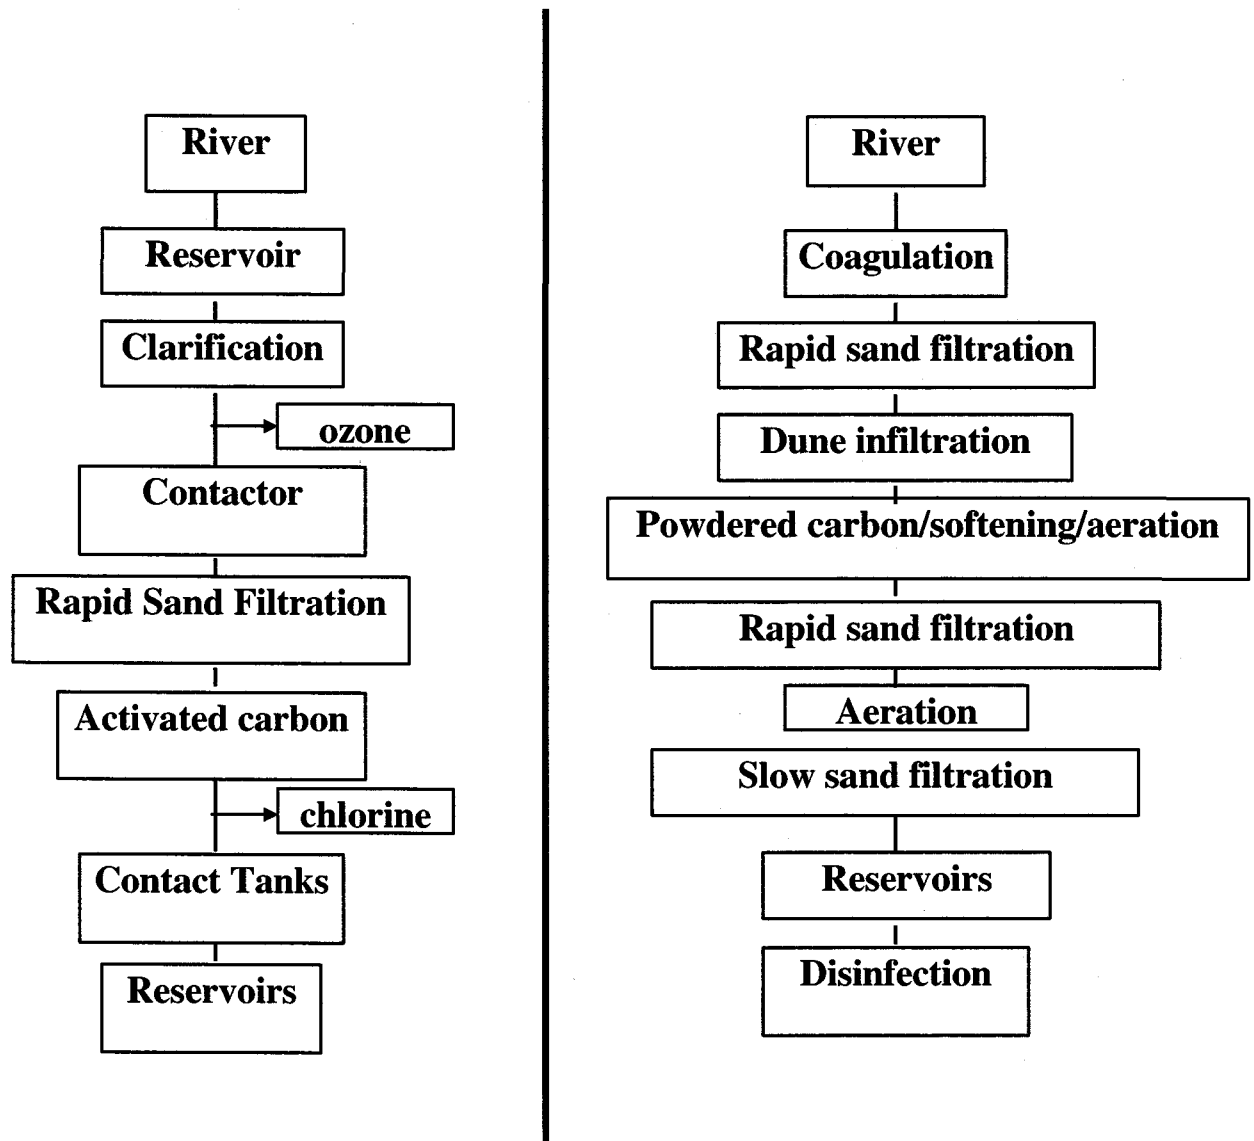 River
Reservoir
Clarification
ozone
Contactor
Rapid Sand Filtration
Activated carbon
chlorine
Contact Tanks
Reservoirs
River
Coagulation
Rapid sand filtration
Dune infiltration
Powdered carbon/softening/aeration
Rapid sand filtration
Aeration
Slow sand filtration
Reservoirs
Disinfection